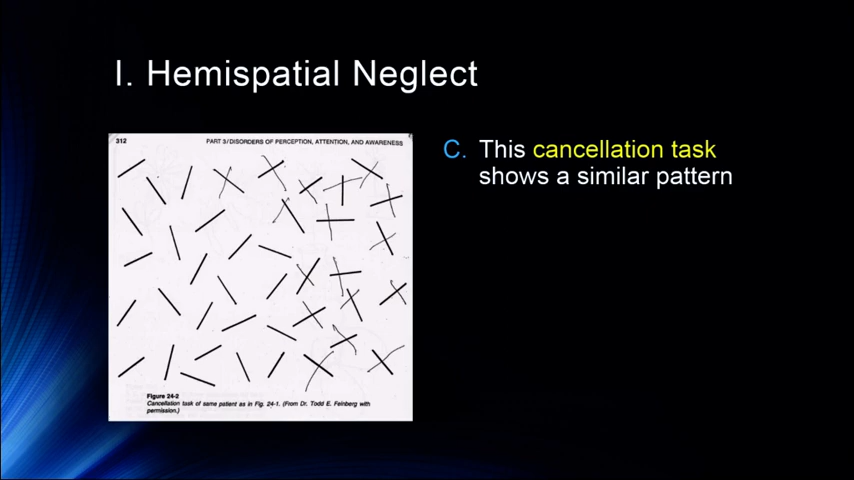 I. Hemispatial Neglect
312 PART 3/DISORDERS OF PERCEPTION, ATTENTION, AND AWARENESS
C. This cancellation task
shows a similar pattern
Figure 24-2
Cancellation task of same patient as in Fig. 24-1. (From Dr. Todd E. Feinberg with
permission.)